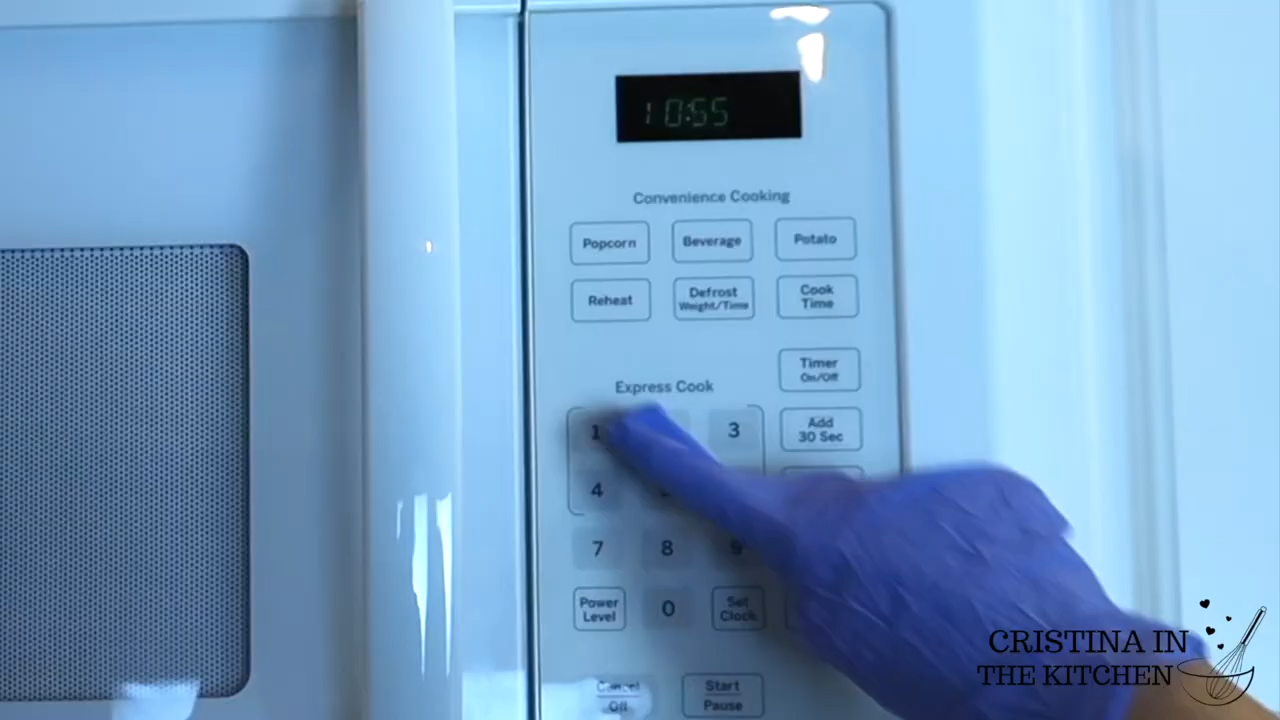 10:55
Convenience Cooking
Popcorn
Beverage
Potato
Reheat
Defrost
Weight/Time
Cook
Time
Timer
On/Off
Express Cook
1
3
Add
30 Sec
4
7
8
9
Power
Level
0
Set
Clock
Cancel
Off
Start
Pause
CRISTINA IN
THE KITCHEN